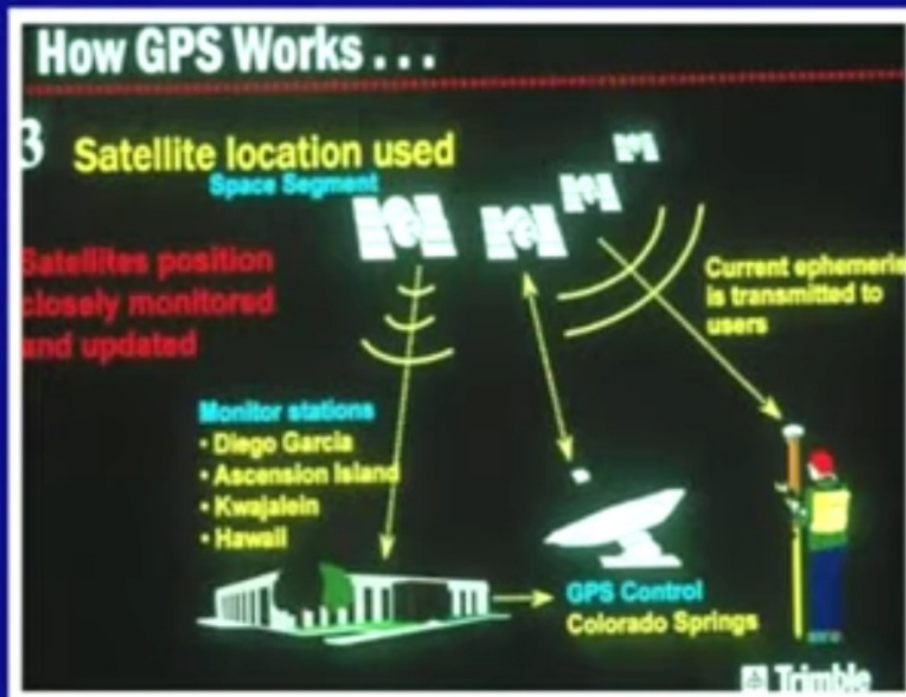 How GPS Works . . .
3 Satellite location used
Space Segment
Satellites position
closely monitored
and updated
Current ephemeris
is transmitted to
users
Monitor stations
• Diego Garcia
• Ascension Island
• Kwajalein
• Hawaii
GPS Control
Colorado Springs
Trimble